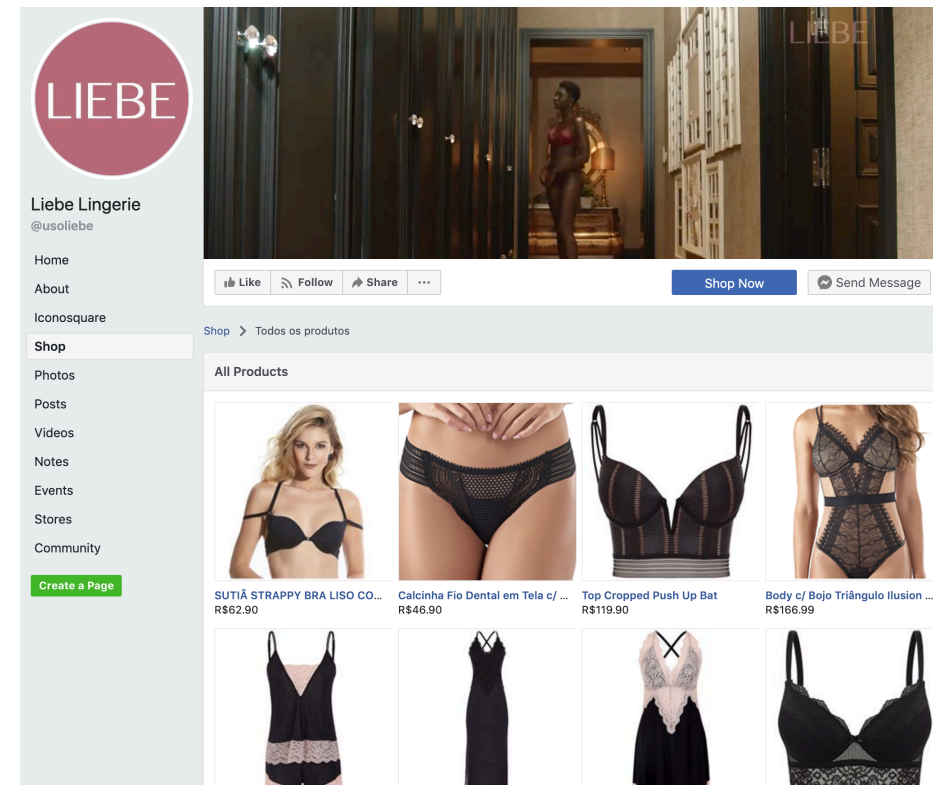 LIEBE
LIEBE
Liebe Lingerie
@usoliebe
Home
About
Iconosquare
Shop
Photos
Posts
Videos
Notes
Events
Stores
Community
Create a Page
Like
Follow
Share
...
Shop Now
Send Message
Shop > Todos os produtos
All Products
SUTIÃ STRAPPY BRA LISO CO...
R$62.90
Calcinha Fio Dental em Tela c/ ...
R$46.90
Top Cropped Push Up Bat
R$119.90
Body c/ Bojo Triângulo Ilusion ...
R$166.99